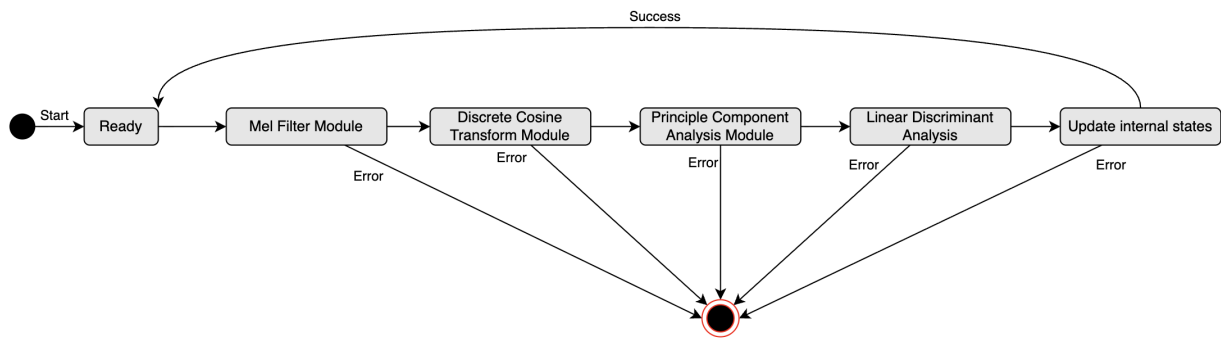 Success
Start
Ready
Mel Filter Module
Discrete Cosine
Transform Module
Principle Component
Analysis Module
Linear Discriminant
Analysis
Update internal states
Error
Error
Error
Error
Error